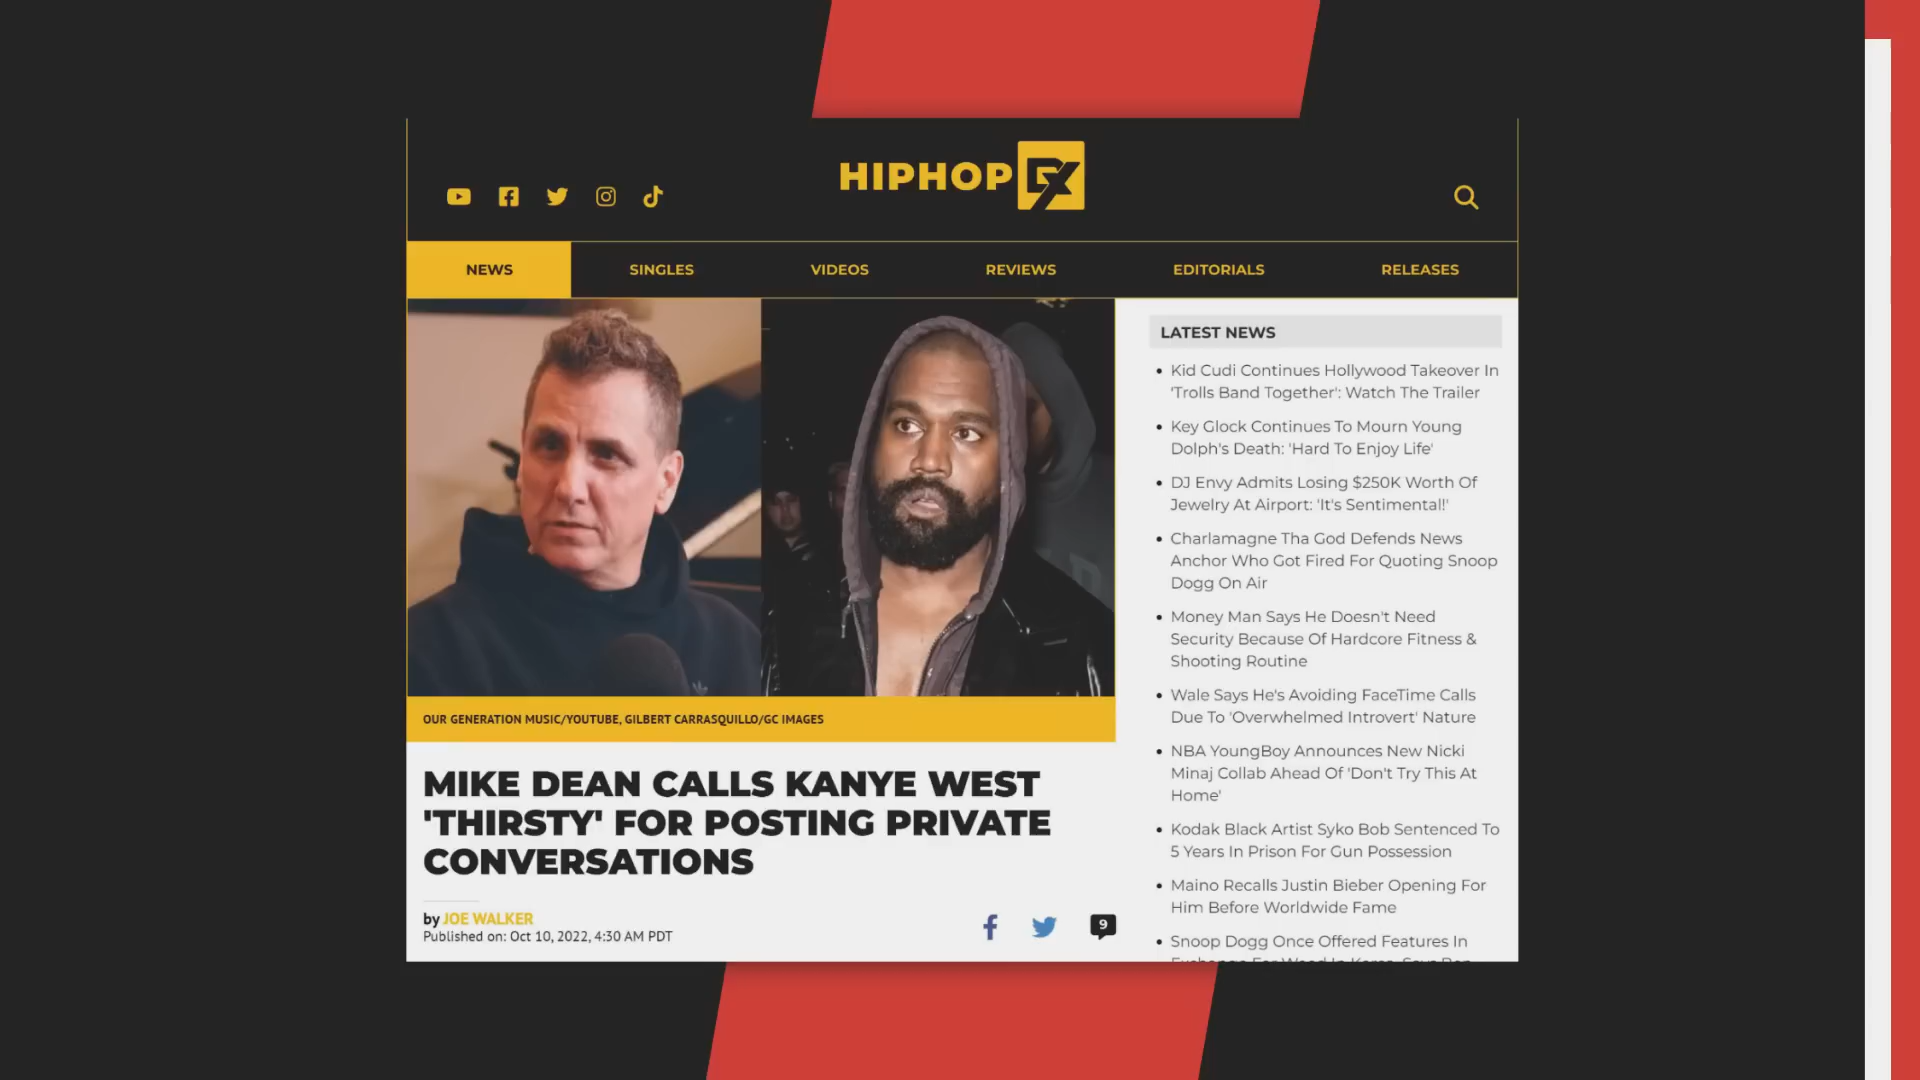 HIPHOP DX
NEWS
SINGLES
VIDEOS
REVIEWS
EDITORIALS
RELEASES
OUR GENERATION MUSIC/YOUTUBE, GILBERT CARRASQUILLO/GC IMAGES
MIKE DEAN CALLS KANYE WEST
'THIRSTY' FOR POSTING PRIVATE
CONVERSATIONS
by JOE WALKER
Published on: Oct 10, 2022, 4:30 AM PDT
9
LATEST NEWS
Kid Cudi Continues Hollywood Takeover In
'Trolls Band Together': Watch The Trailer
Key Glock Continues To Mourn Young
Dolph's Death: 'Hard To Enjoy Life'
DJ Envy Admits Losing $250K Worth Of
Jewelry At Airport: 'It's Sentimental!'
Charlamagne Tha God Defends News
Anchor Who Got Fired For Quoting Snoop
Dogg On Air
Money Man Says He Doesn't Need
Security Because Of Hardcore Fitness &
Shooting Routine
Wale Says He's Avoiding FaceTime Calls
Due To 'Overwhelmed Introvert' Nature
NBA YoungBoy Announces New Nicki
Minaj Collab Ahead Of 'Don't Try This At
Home'
Kodak Black Artist Syko Bob Sentenced To
5 Years In Prison For Gun Possession
Maino Recalls Justin Bieber Opening For
Him Before Worldwide Fame
Snoop Dogg Once Offered Features In